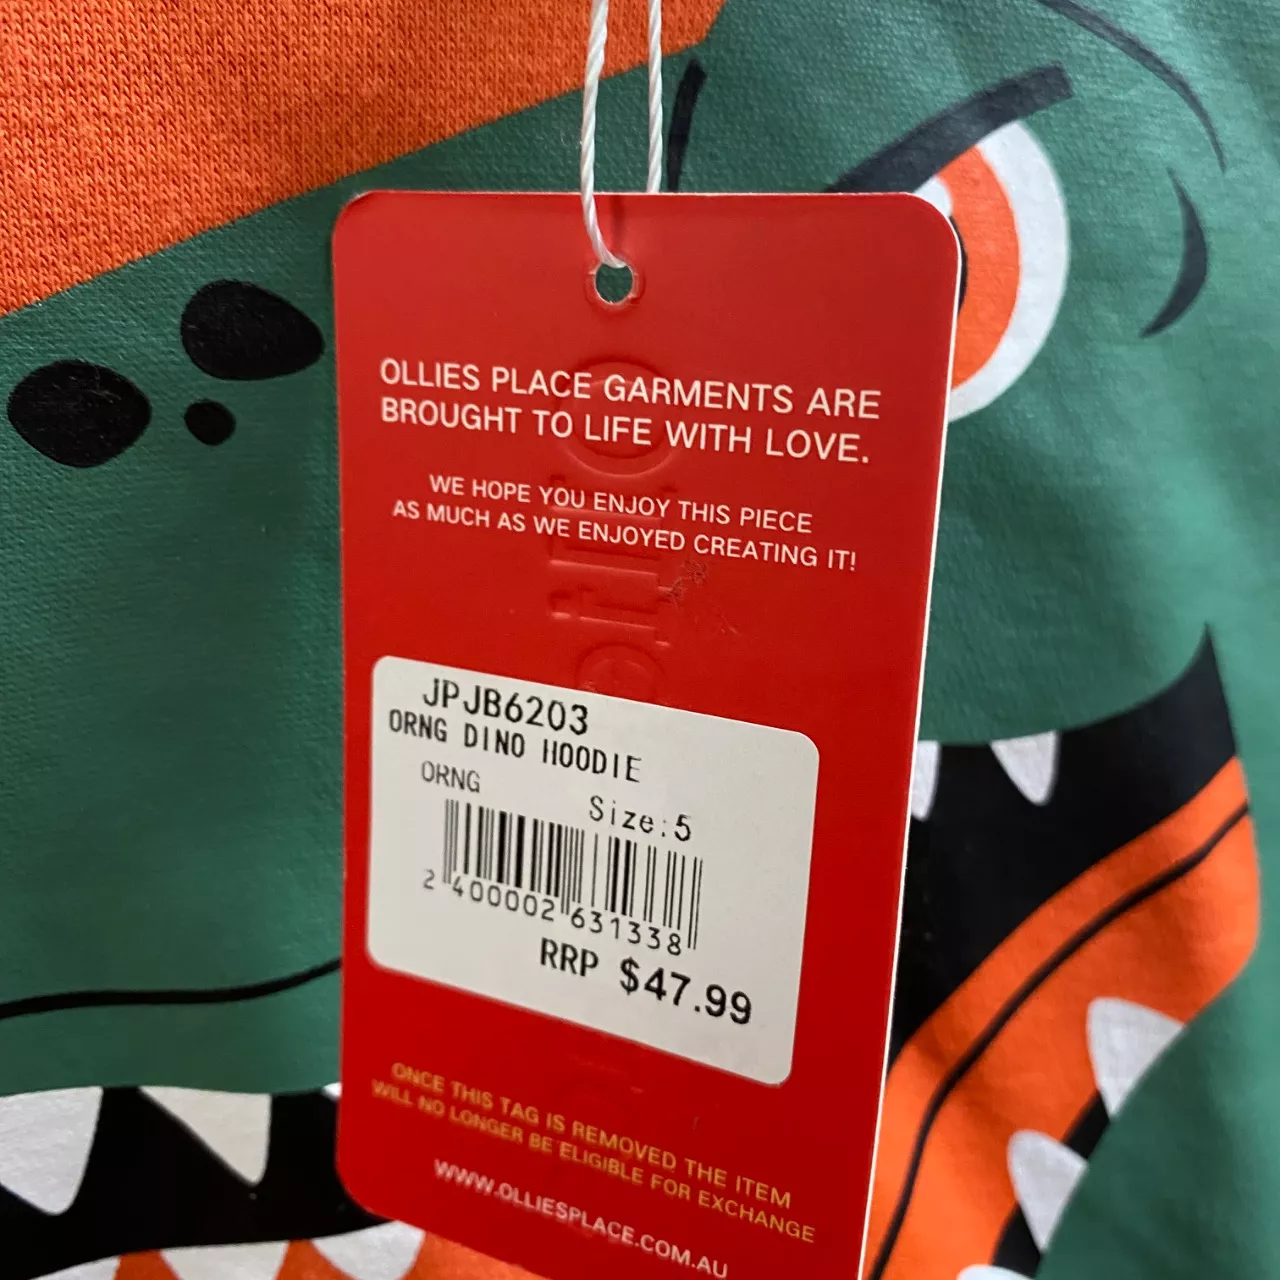 OLLIES PLACE GARMENTS ARE
BROUGHT TO LIFE WITH LOVE.
WE HOPE YOU ENJOY THIS PIECE
AS MUCH AS WE ENJOYED CREATING IT!
JPJB6203
ORNG DINO HOODIE
ORNG
Size:5
2 400002 631338
RRP $47.99
ONCE THIS TAG IS REMOVED THE ITEM
WILL NO LONGER BE ELIGIBLE FOR EXCHANGE
WWW.OLLIESPLACE.COM.AU